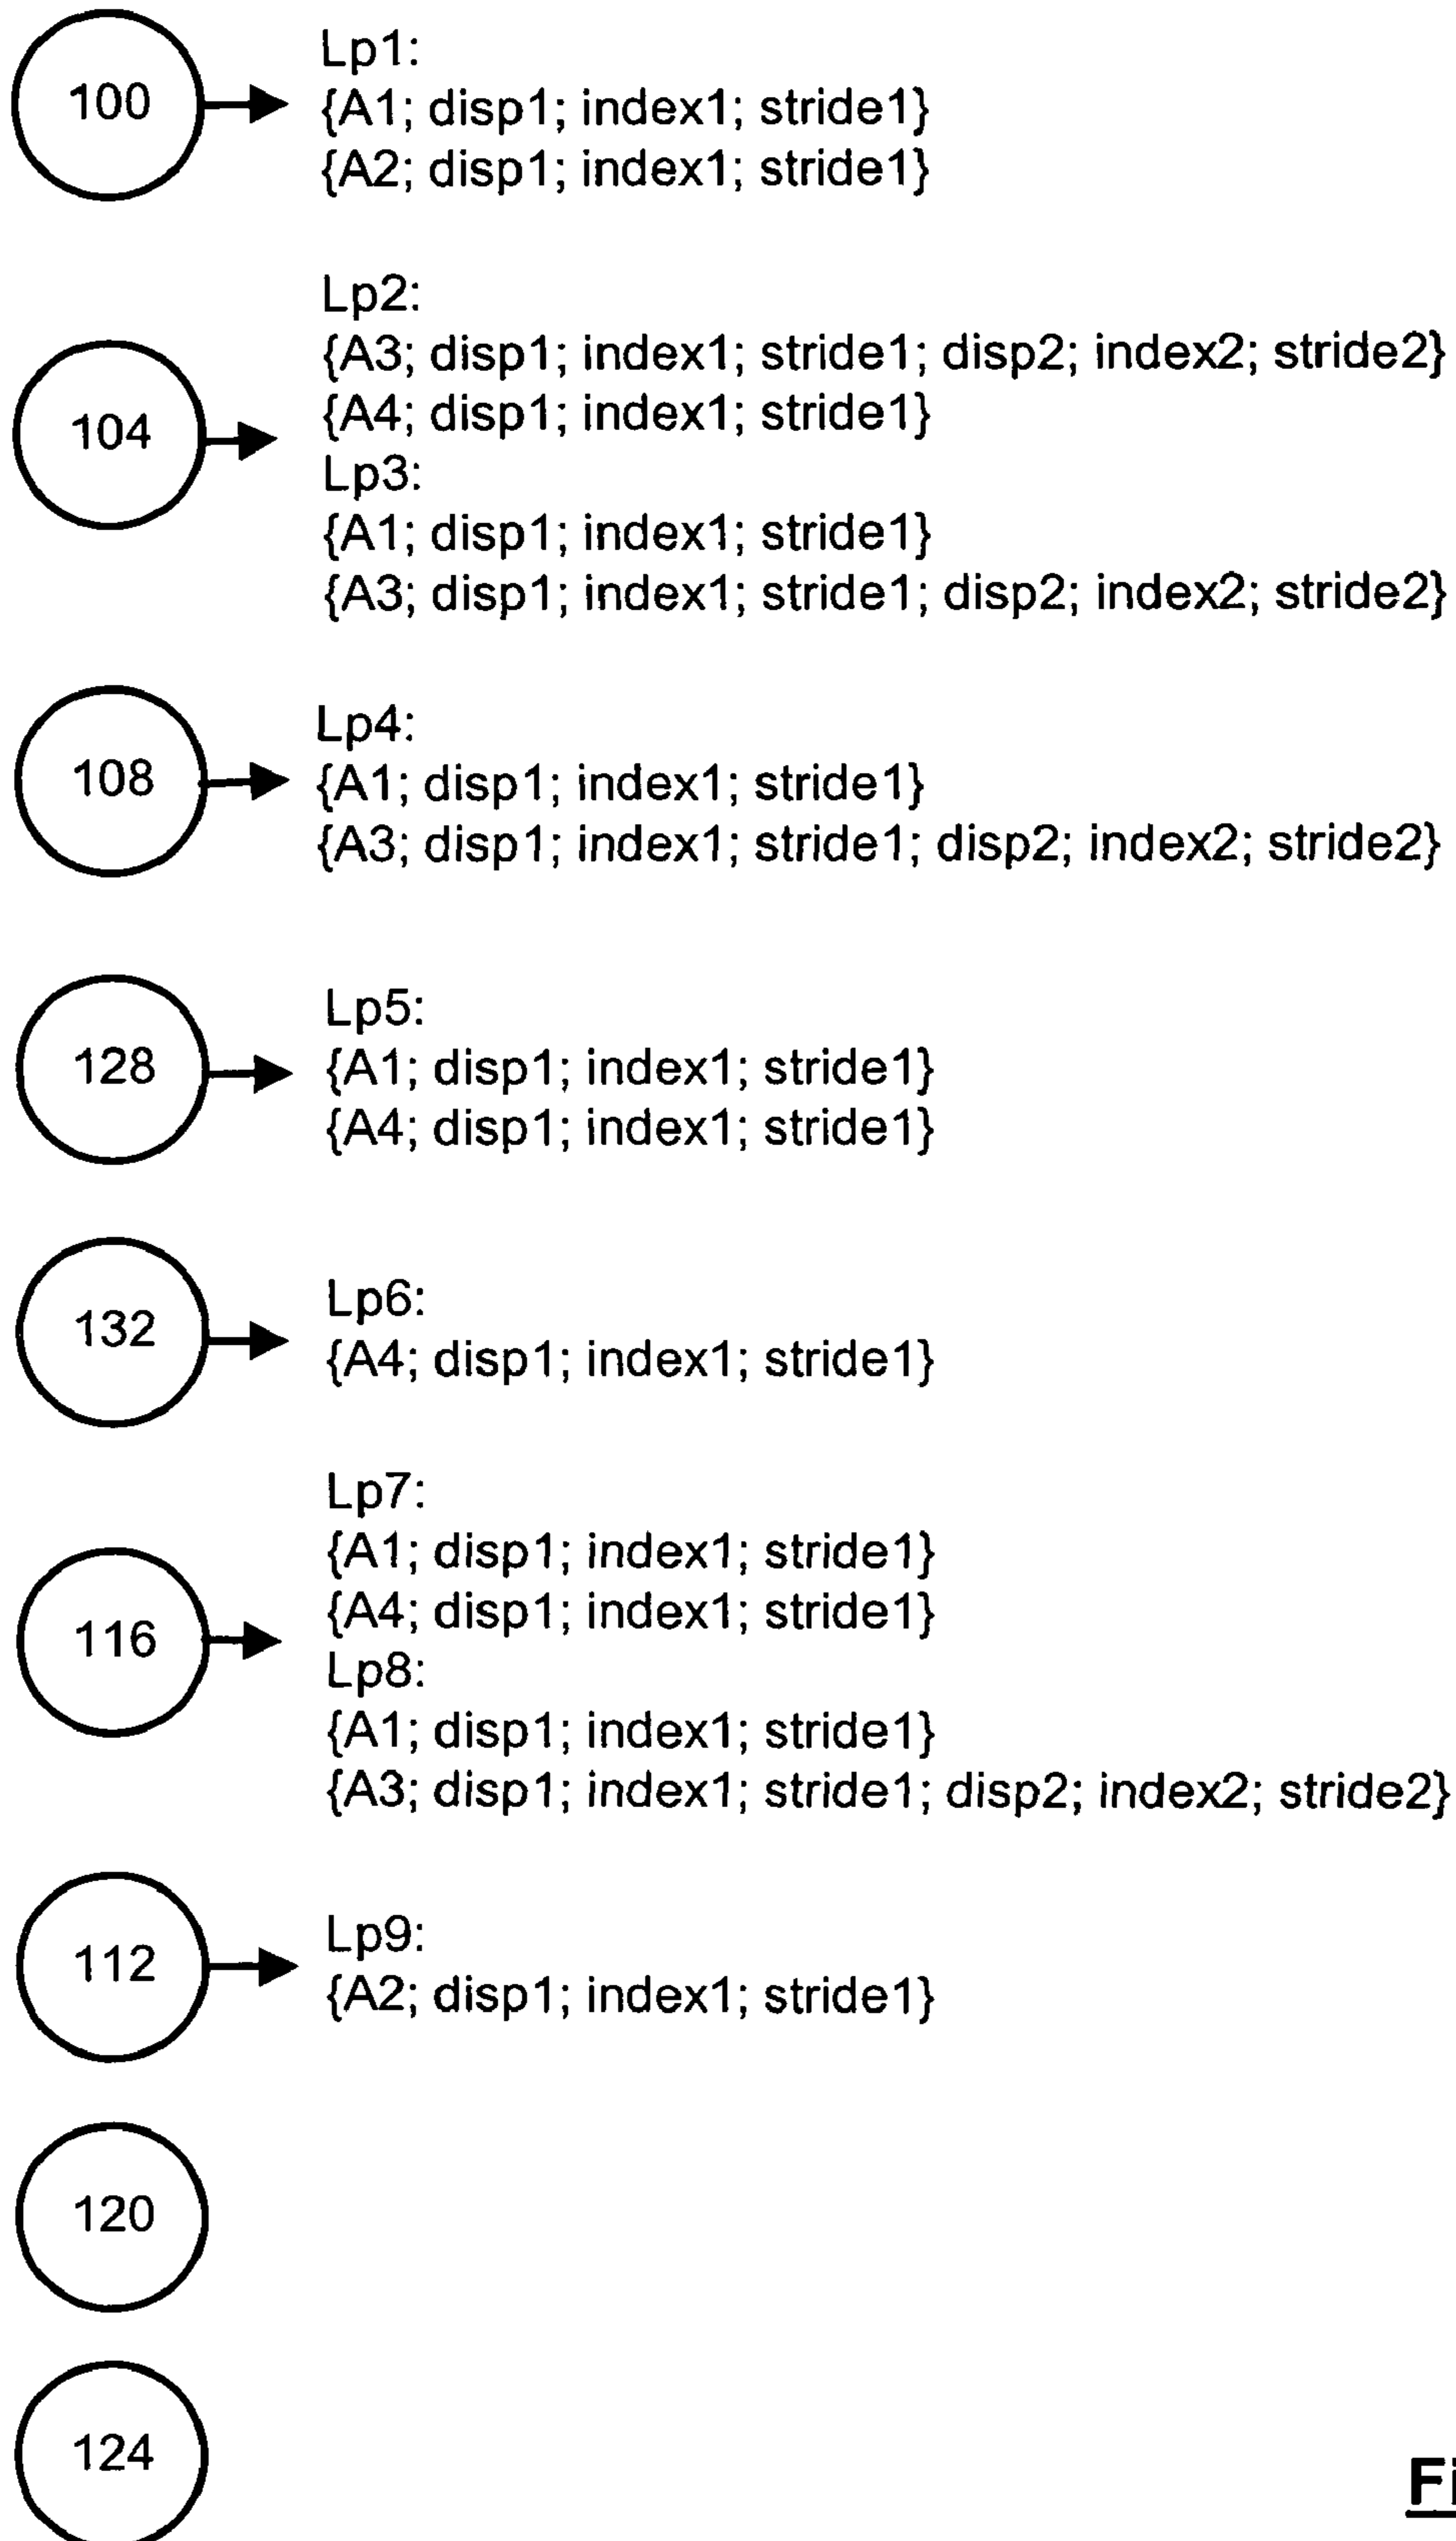 Lp1:
100
{A1; disp1; index1; stride1}
{A2; disp1; index1; stride1}
Lp2:
{A3; disp1; index1; stride1; disp2; index2; stride2}
104
{A4; disp1; index1; stride1}
Lp3:
{A1; disp1; index1; stride1}
{A3; disp1; index1; stride1; disp2; index2; stride2}
Lp4:
108
{A1; disp1; index1; stride1}
{A3; disp1; index1; stride1; disp2; index2; stride2}
Lp5:
128
{A1; disp1; index1; stride1}
{A4; disp1; index1; stride1}
Lp6:
132
{A4; disp1; index1; stride1}
Lp7:
{A1; disp1; index1; stride1}
{A4; disp1; index1; stride1}
116
Lp8:
{A1; disp1; index1; stride1}
{A3; disp1; index1; stride1; disp2; index2; stride2}
Lp9:
112
{A2; disp1; index1; stride1}
120
124